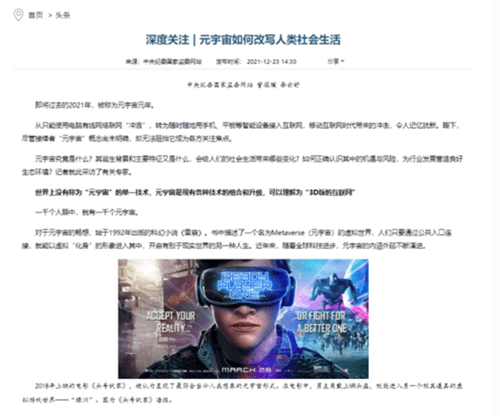 首页 > 头条
深度关注 | 元宇宙如何改写人类社会生活
来源：中央纪委国家监委网站 发布时间：2021-12-23 14:30 分享
中央纪委国家监委网站
即将过去的2021年，被称为元宇宙元年。
从只能使用电脑有线网络联网“冲浪”，转为随时随地用手机、平板等智能设备接入互联网，移动互联网时代带来的冲击，令人记忆犹新。眼下，
尽管接棒者“元宇宙”概念尚未明确，却无法阻挡它成为各方关注焦点。
元宇宙究竟是什么？其诞生背景和主要特征又是什么，会给人们的社会生活带来哪些变化？如何正确认识其中的机遇与风险，为行业发展营造良好
生态环境？记者就此采访了有关专家。
世界上没有称为“元宇宙”的单一技术，元宇宙是现有各种技术的组合和升级，可以理解为“3D版的互联网”
一千个人眼中，就有一千个元宇宙。
对于元宇宙的畅想，始于1992年出版的科幻小说《雪崩》。书中描述了一个名为Metaverse（元宇宙）的虚拟世界，人们只要通过公共入口连
接，就能以虚拟“化身”的形象进入其中，开启有别于现实世界的另一种人生。近年来，随着全球科技进步，元宇宙的内涵外延不断演进。
READY
PLAYER
ONE
ACCEPT YOUR
REALITY...
OR FIGHT FOR
A BETTER ONE
MARCH 28
2018年上映的电影《头号玩家》，被认为呈现了最符合当今人类想象的元宇宙形式。在电影中，男主角戴上VR头盔，就能进入另一个极其逼真的虚
拟游戏世界——“绿洲”。图为《头号玩家》海报。